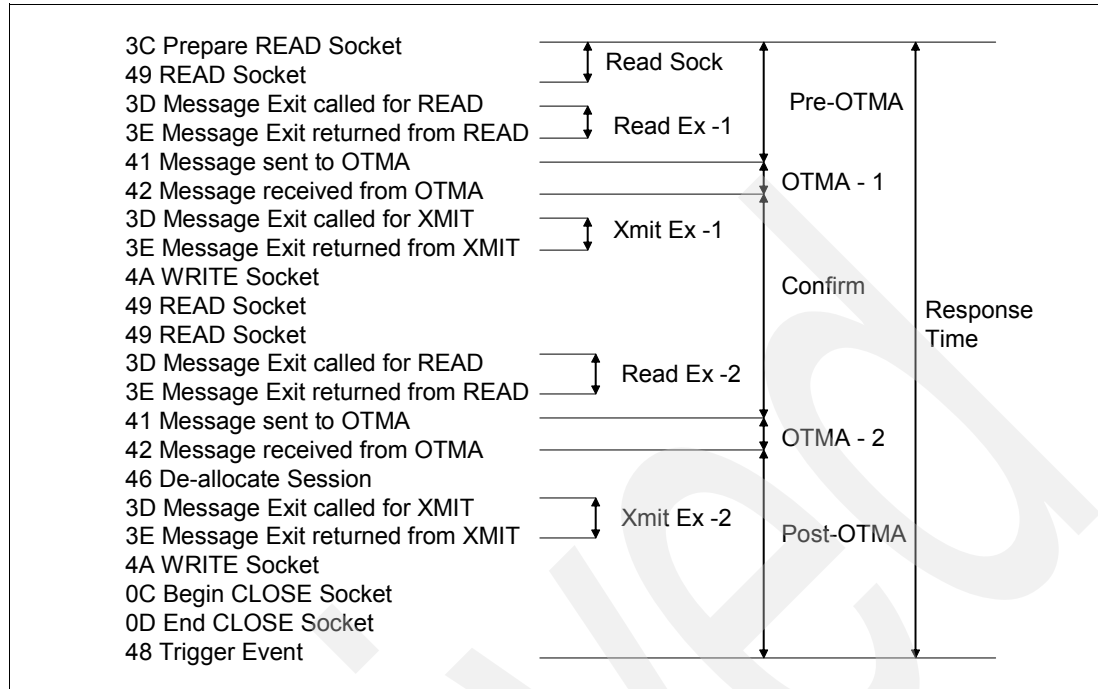 3C Prepare READ Socket
49 READ Socket
3D Message Exit called for READ
3E Message Exit returned from READ
41 Message sent to OTMA
42 Message received from OTMA
3D Message Exit called for XMIT
3E Message Exit returned from XMIT
4A WRITE Socket
49 READ Socket
49 READ Socket
3D Message Exit called for READ
3E Message Exit returned from READ
41 Message sent to OTMA
42 Message received from OTMA
46 De-allocate Session
3D Message Exit called for XMIT
3E Message Exit returned from XMIT
4A WRITE Socket
0C Begin CLOSE Socket
0D End CLOSE Socket
48 Trigger Event
Read Sock
Read Ex -1
Xmit Ex -1
Read Ex -2
Xmit Ex -2
Pre-OTMA
OTMA - 1
Confirm
OTMA - 2
Post-OTMA
Response
Time